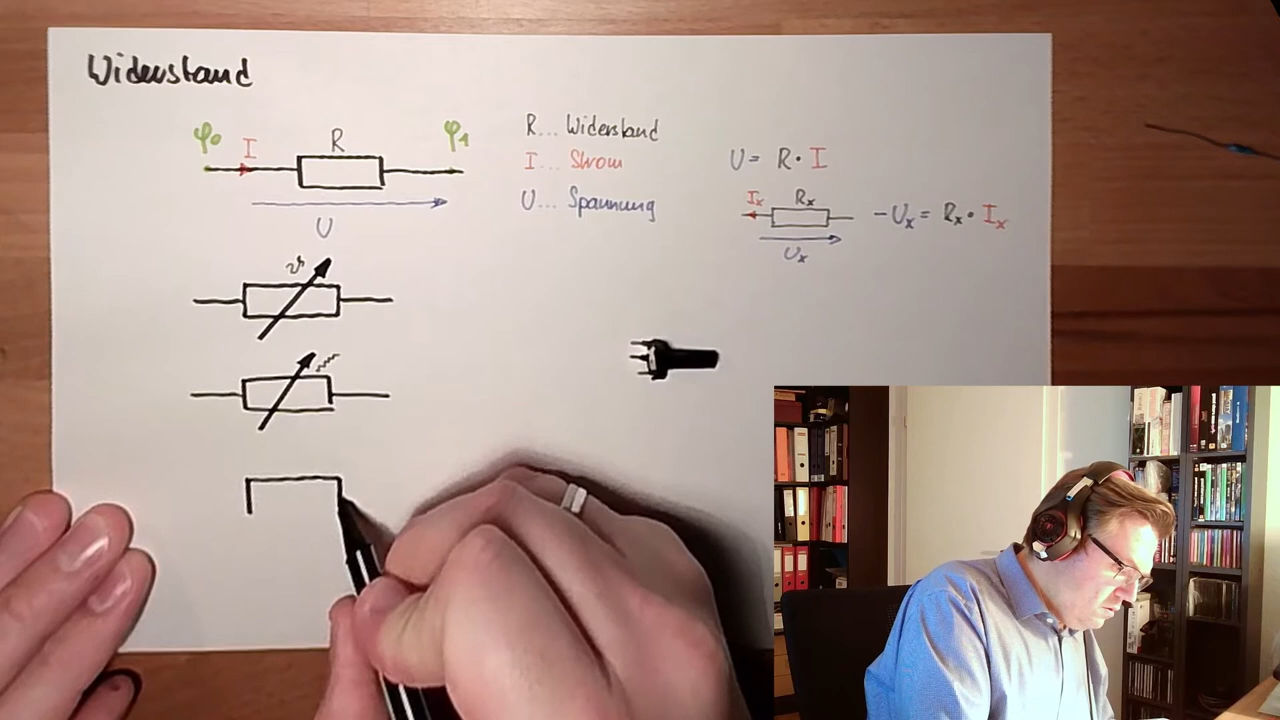 Widerstand
φ0 I R φ1
U
R... Widerstand
I... Strom
U... Spannung
U = R · I
Ix Rx
Ux
-Ux = Rx · Ix
ϑ